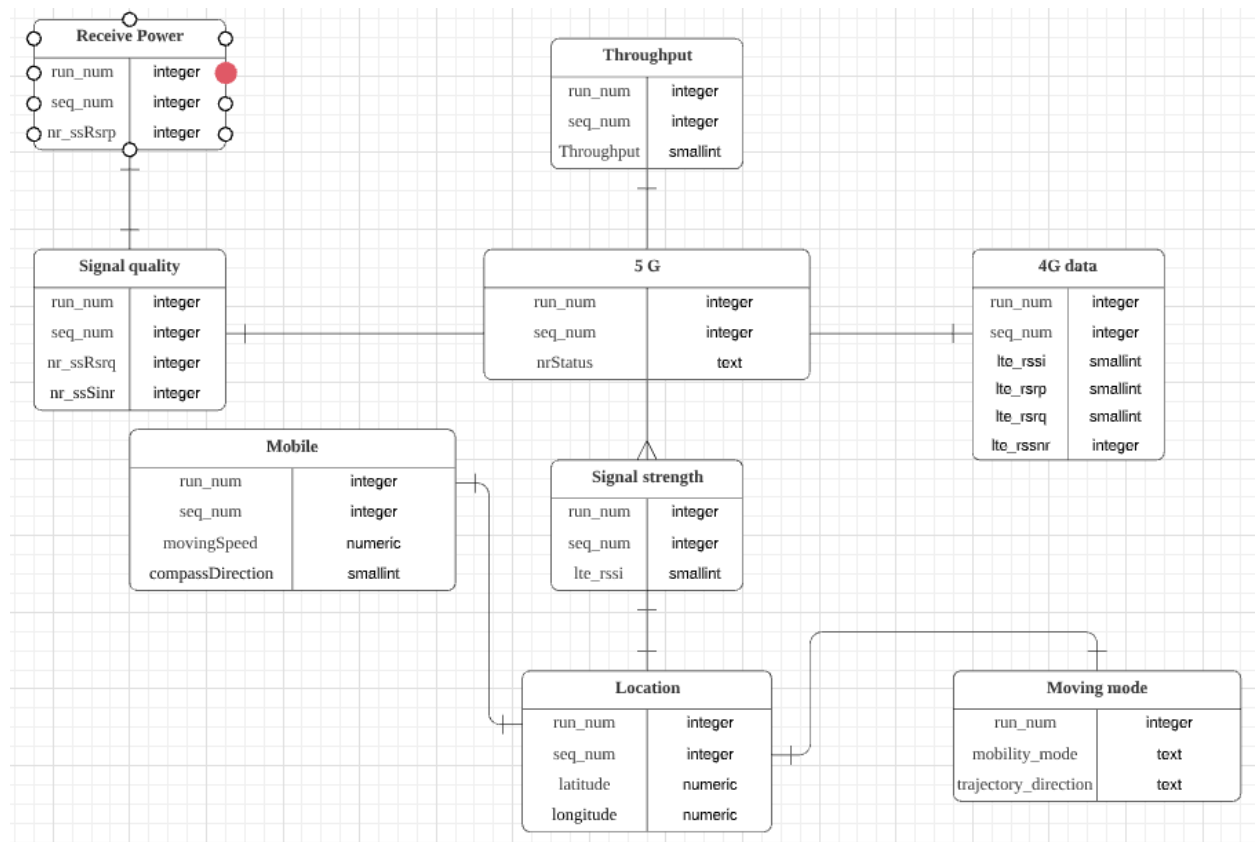 Receive Power
run_num integer
seq_num integer
nr_ssRsrp integer
Throughput
run_num integer
seq_num integer
Throughput smallint
Signal quality
run_num integer
seq_num integer
nr_ssRsrq integer
nr_ssSinr integer
5 G
run_num integer
seq_num integer
nrStatus text
4G data
run_num integer
seq_num integer
lte_rssi smallint
lte_rsrp smallint
lte_rsrq smallint
lte_rssnr integer
Mobile
run_num integer
seq_num integer
movingSpeed numeric
compassDirection smallint
Signal strength
run_num integer
seq_num integer
lte_rssi smallint
Location
run_num integer
seq_num integer
latitude numeric
longitude numeric
Moving mode
run_num integer
mobility_mode text
trajectory_direction text